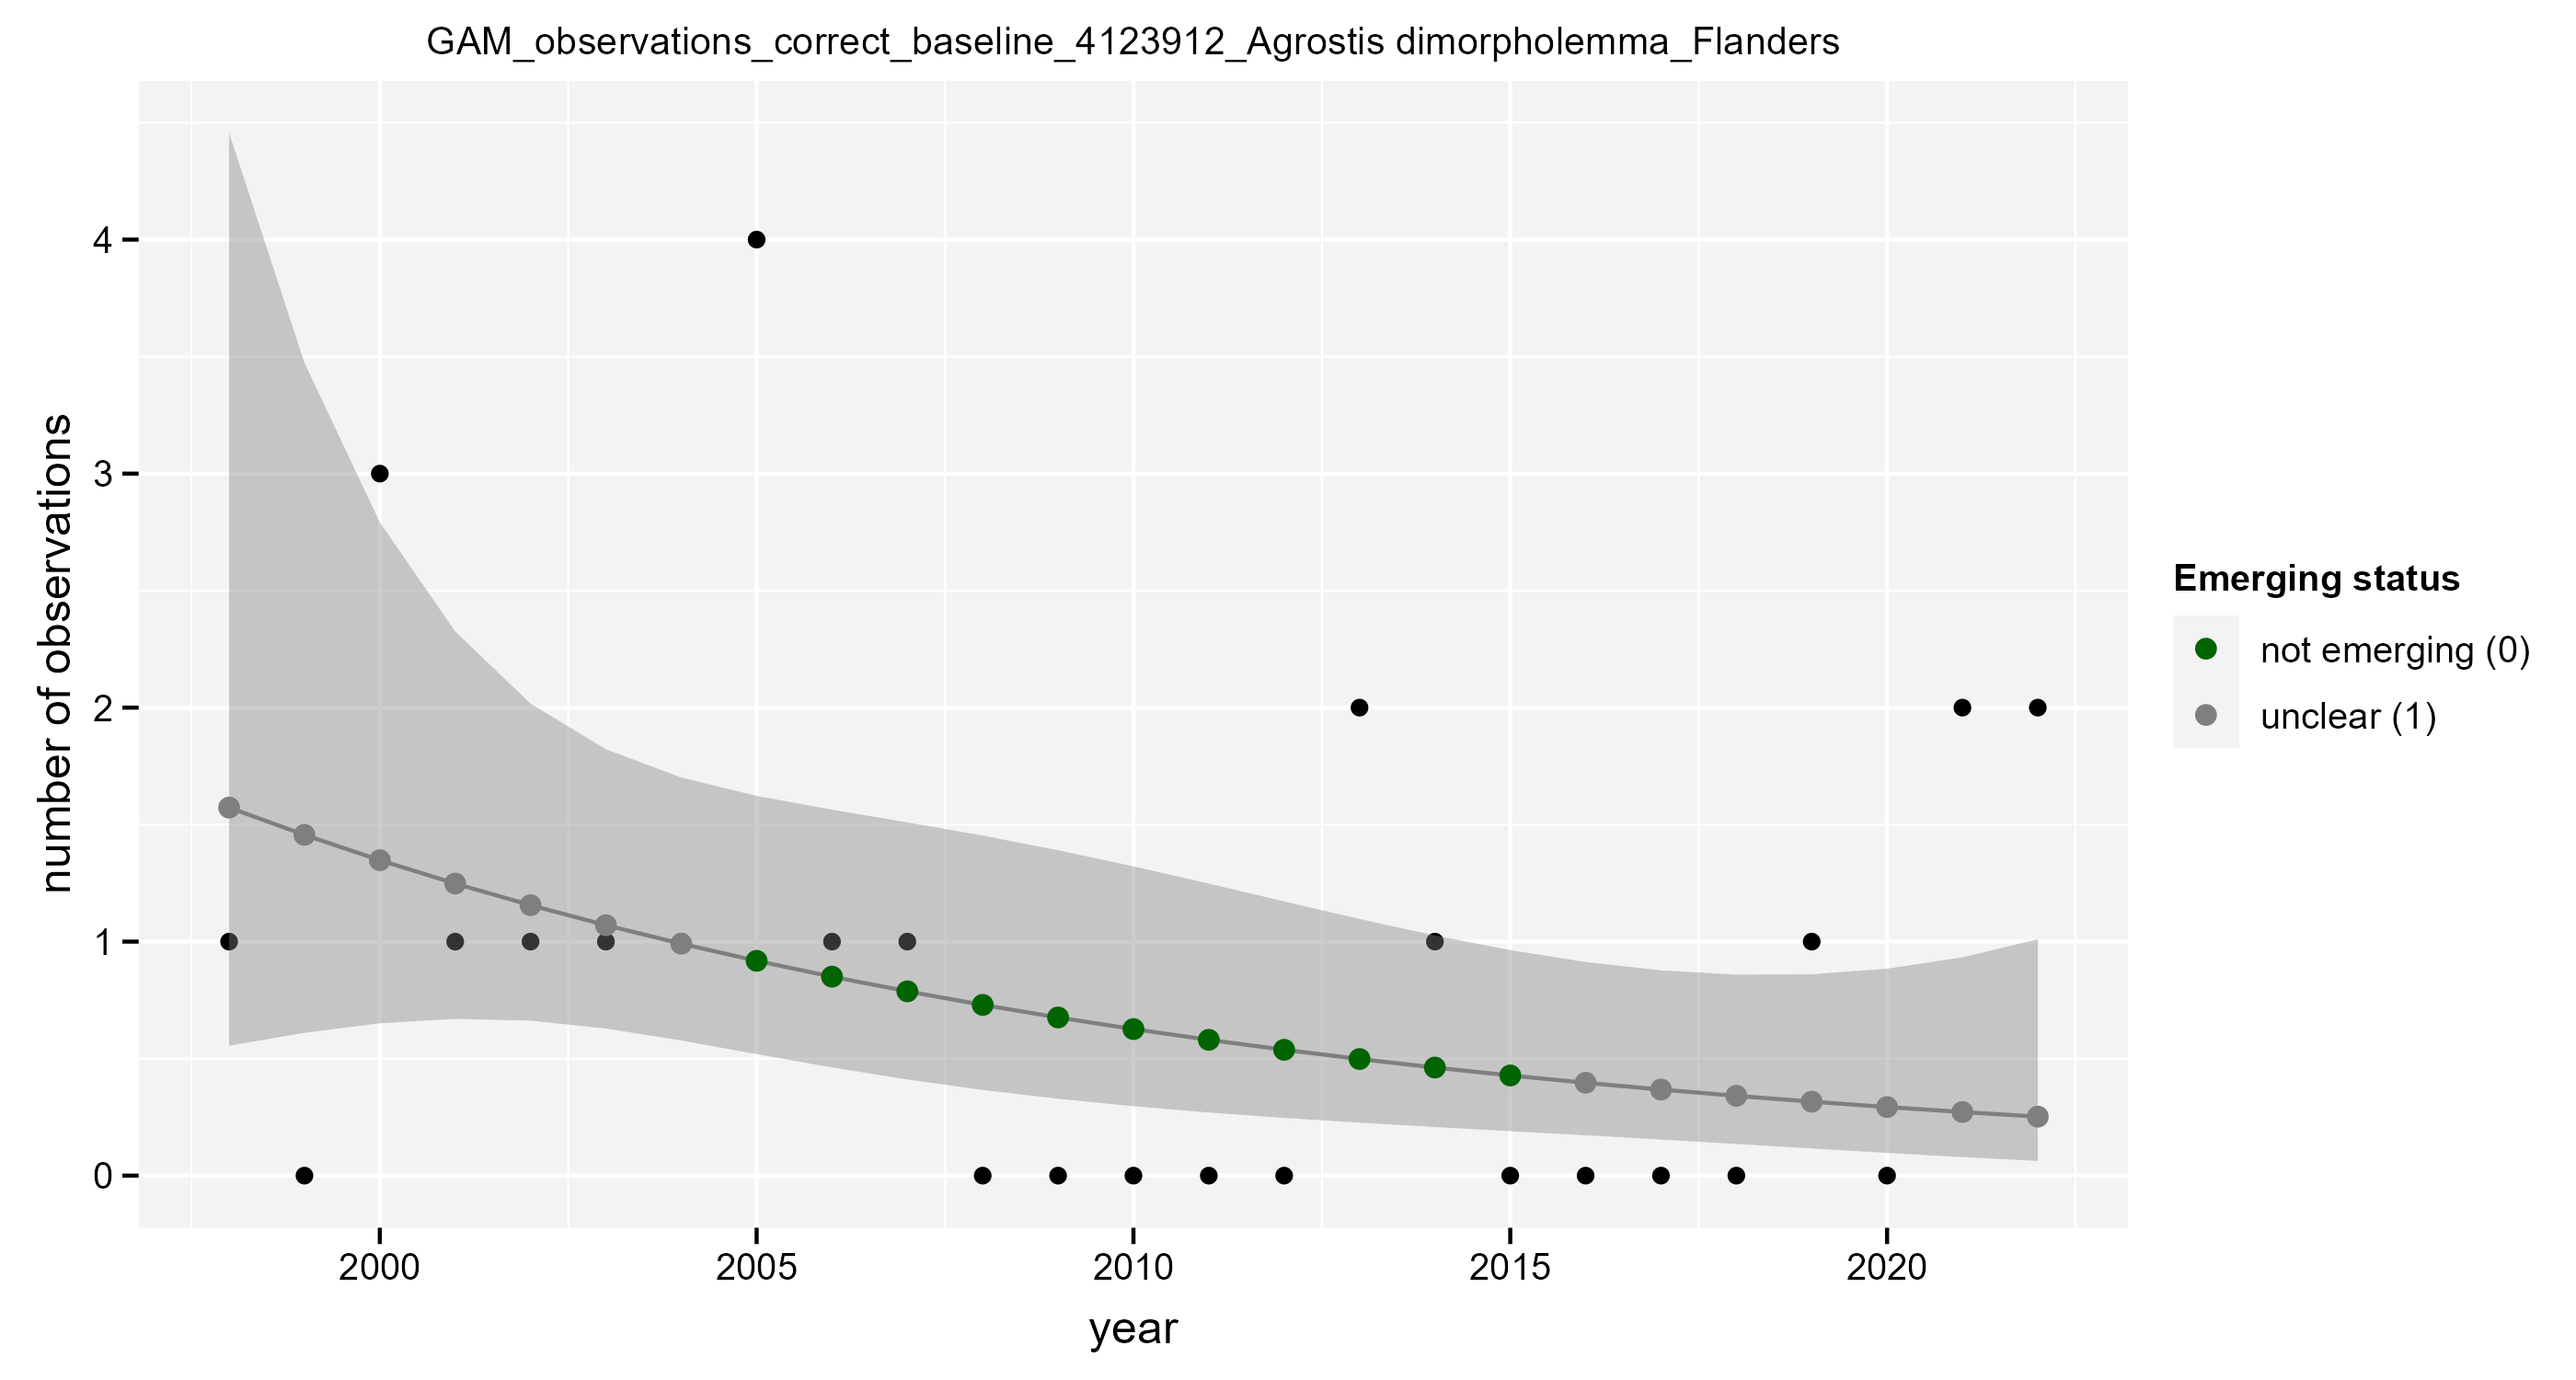 GAM_observations_correct_baseline_4123912_Agrostis dimorpholemma_Flanders
number of observations
4
3
2
1
0
2000 2005 2010 2015 2020
year
Emerging status
not emerging (0)
unclear (1)